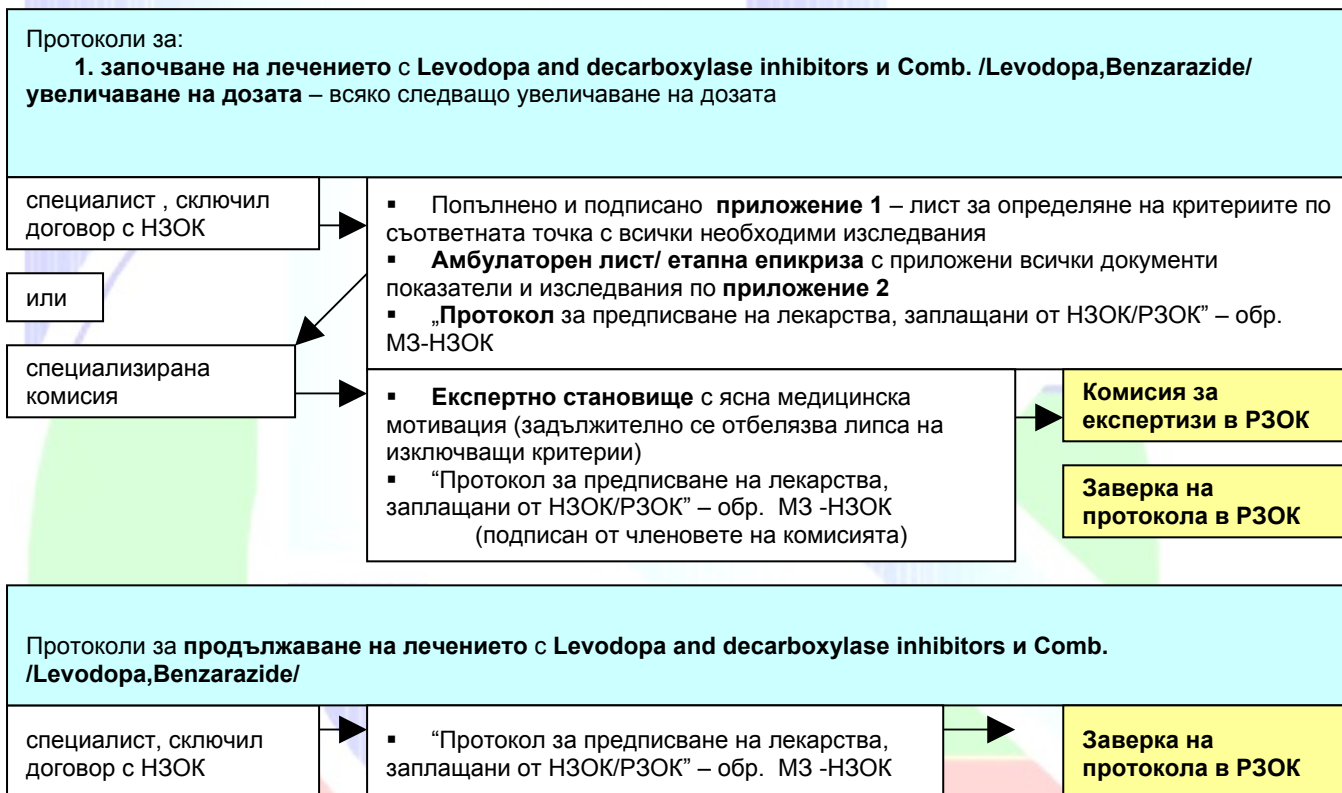 Протоколи за:
1. започване на лечението с Levodopa and decarboxylase inhibitors и Comb. /Levodopa,Benzarazide/
увеличаване на дозата – всяко следващо увеличаване на дозата
специалист , сключил
договор с НЗОК
или
специализирана
комисия
▪ Попълнено и подписано приложение 1 – лист за определяне на критериите по
съответната точка с всички необходими изследвания
▪ Амбулаторен лист/ етапна епикриза с приложени всички документи
показатели и изследвания по приложение 2
▪ „Протокол за предписване на лекарства, заплащани от НЗОК/РЗОК” – обр.
МЗ-НЗОК
▪ Експертно становище с ясна медицинска
мотивация (задължително се отбелязва липса на
изключващи критерии)
▪ “Протокол за предписване на лекарства,
заплащани от НЗОК/РЗОК” – обр. МЗ -НЗОК
(подписан от членовете на комисията)
Комисия за
експертизи в РЗОК
Заверка на
протокола в РЗОК
Протоколи за продължаване на лечението с Levodopa and decarboxylase inhibitors и Comb.
/Levodopa,Benzarazide/
специалист, сключил
договор с НЗОК
▪ “Протокол за предписване на лекарства,
заплащани от НЗОК/РЗОК” – обр. МЗ -НЗОК
Заверка на
протокола в РЗОК